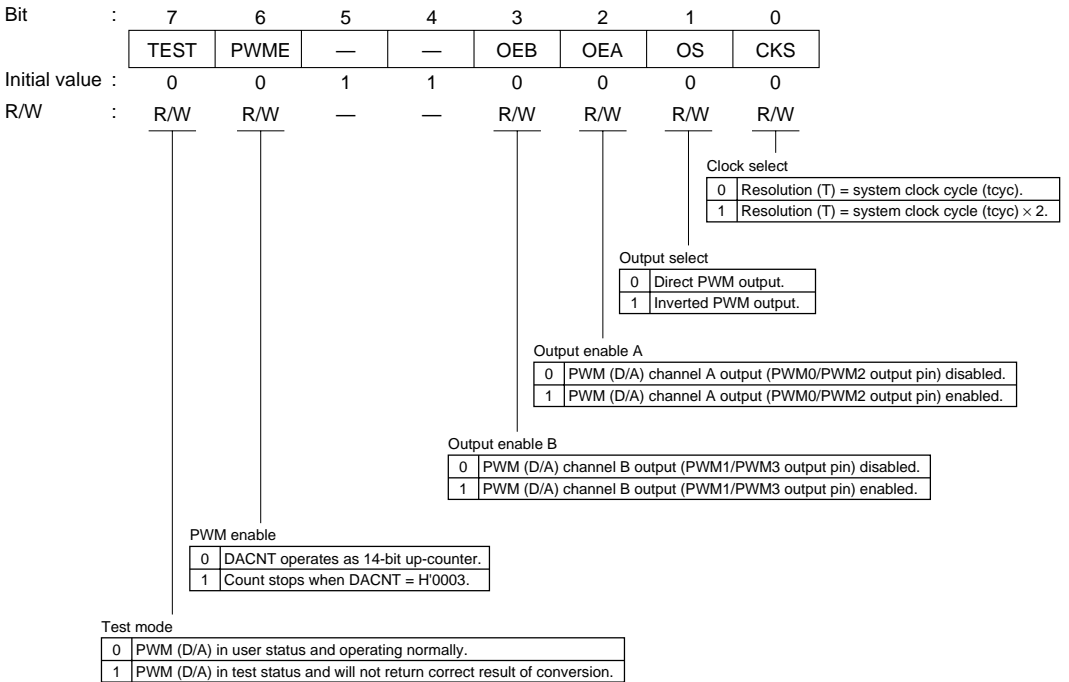 Bit : 7 6 5 4 3 2 1 0
TEST PWME — — OEB OEA OS CKS
Initial value : 0 0 1 1 0 0 0 0
R/W : R/W R/W — — R/W R/W R/W R/W
Clock select
0 Resolution (T) = system clock cycle (tcyc).
1 Resolution (T) = system clock cycle (tcyc) × 2.
Output select
0 Direct PWM output.
1 Inverted PWM output.
Output enable A
0 PWM (D/A) channel A output (PWM0/PWM2 output pin) disabled.
1 PWM (D/A) channel A output (PWM0/PWM2 output pin) enabled.
Output enable B
0 PWM (D/A) channel B output (PWM1/PWM3 output pin) disabled.
1 PWM (D/A) channel B output (PWM1/PWM3 output pin) enabled.
PWM enable
0 DACNT operates as 14-bit up-counter.
1 Count stops when DACNT = H'0003.
Test mode
0 PWM (D/A) in user status and operating normally.
1 PWM (D/A) in test status and will not return correct result of conversion.